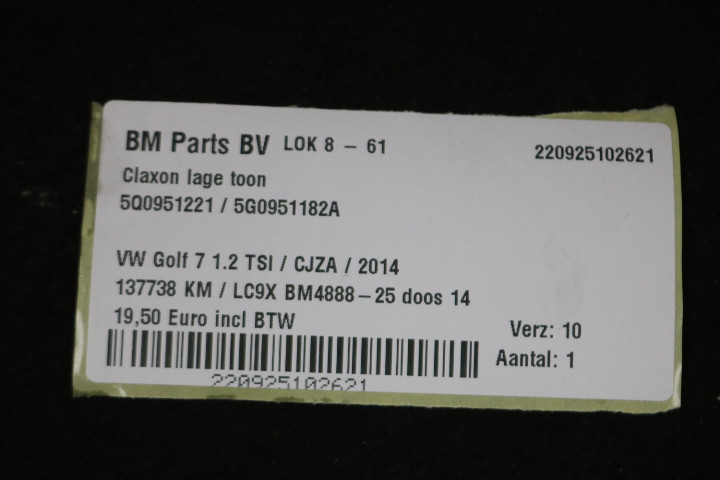 BM Parts BV LOK 8 - 61
220925102621
Claxon lage toon
5Q0951221 / 5G0951182A
VW Golf 7 1.2 TSI / CJZA / 2014
137738 KM / LC9X BM4888-25 doos 14
19,50 Euro incl BTW
Verz: 10
Aantal: 1
220925102621